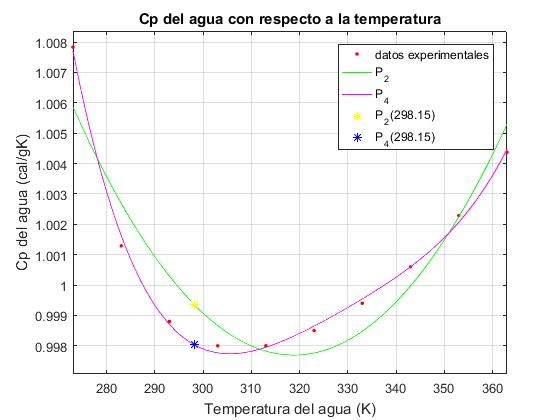 Cp del agua con respecto a la temperatura
1.008
1.007
1.006
1.005
1.004
1.003
1.002
1.001
1
0.999
0.998
Cp del agua (cal/gK)
datos experimentales
P2
P4
P2(298.15)
P4(298.15)
280 290 300 310 320 330 340 350 360
Temperatura del agua (K)